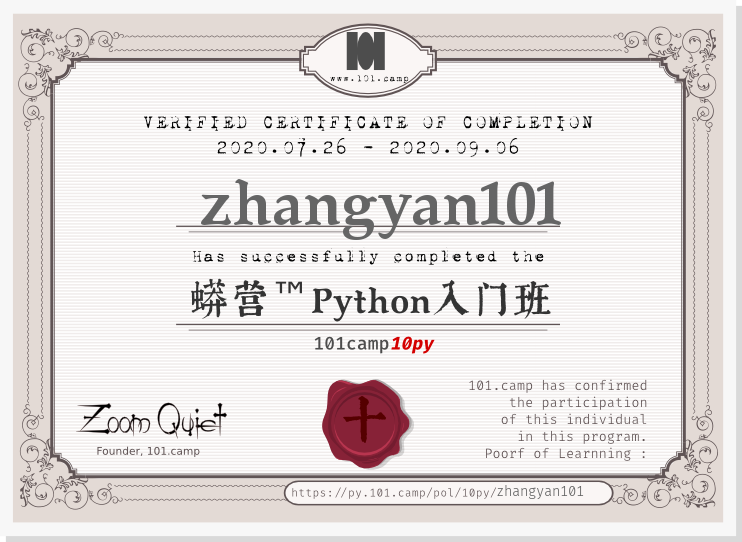 www.101.camp
VERIFIED CERTIFICATE OF COMPLETION
2020.07.26 - 2020.09.06
zhangyan101
Has successfully completed the
蟒营™Python入门班
101camp10py
Zoom Quiet
Founder, 101.camp
十
101.camp has confirmed
the participation
of this individual
in this program.
Poorf of Learnning :
https://py.101.camp/pol/10py/zhangyan101